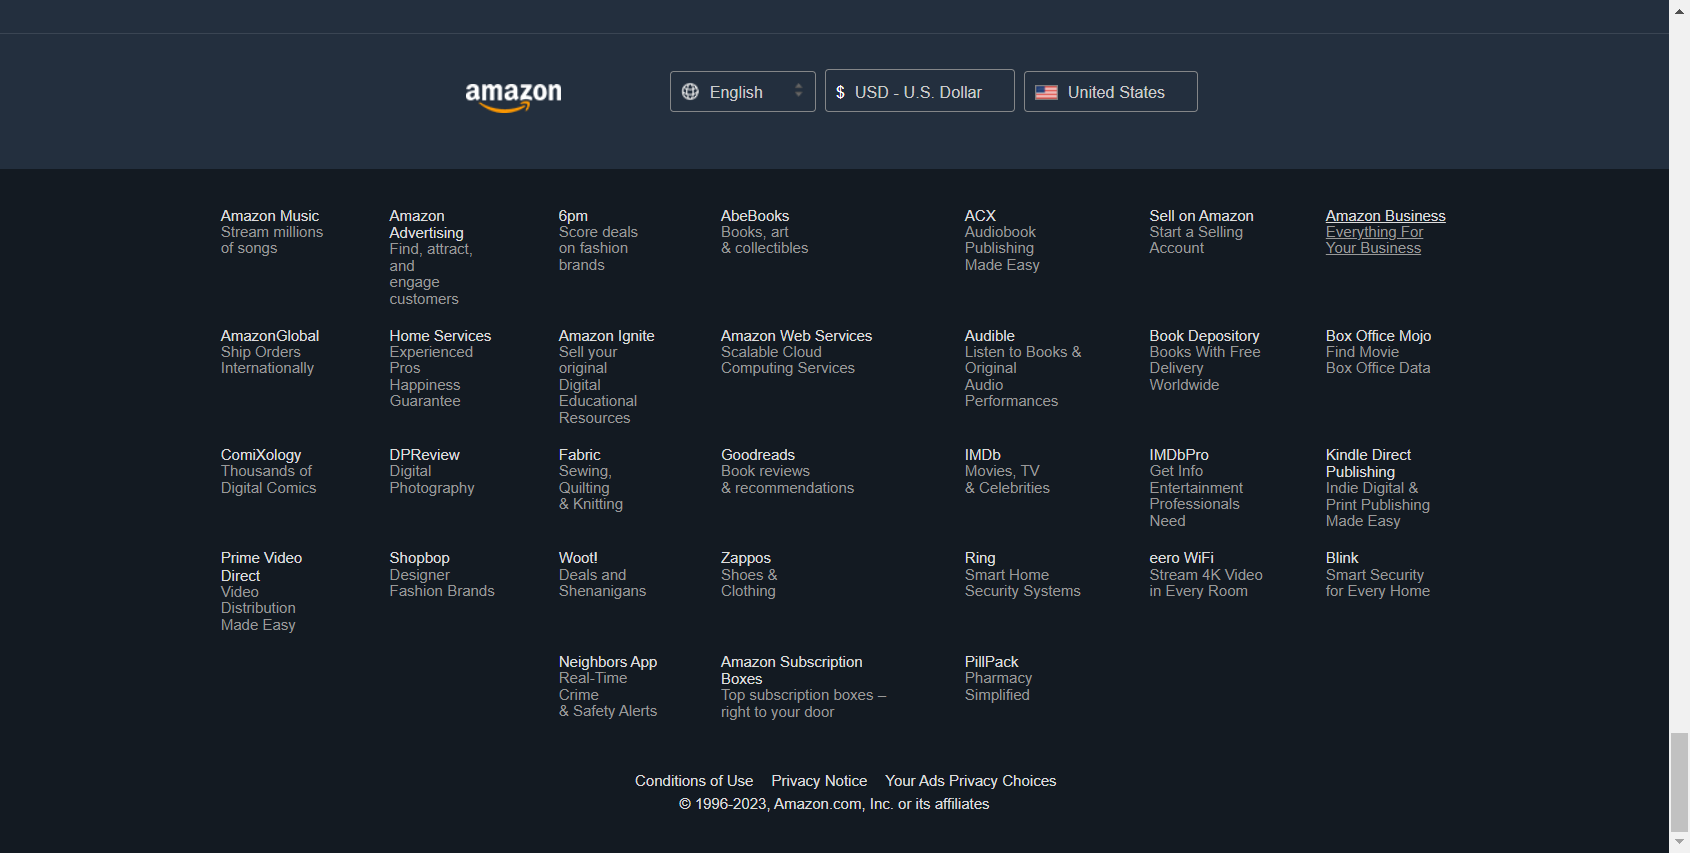 amazon
English
$ USD - U.S. Dollar
United States
Amazon Music
Stream millions
of songs
Amazon
Advertising
Find, attract,
and
engage
customers
6pm
Score deals
on fashion
brands
AbeBooks
Books, art
& collectibles
ACX
Audiobook
Publishing
Made Easy
Sell on Amazon
Start a Selling
Account
Amazon Business
Everything For
Your Business
AmazonGlobal
Ship Orders
Internationally
Home Services
Experienced
Pros
Happiness
Guarantee
Amazon Ignite
Sell your
original
Digital
Educational
Resources
Amazon Web Services
Scalable Cloud
Computing Services
Audible
Listen to Books &
Original
Audio
Performances
Book Depository
Books With Free
Delivery
Worldwide
Box Office Mojo
Find Movie
Box Office Data
ComiXology
Thousands of
Digital Comics
DPReview
Digital
Photography
Fabric
Sewing,
Quilting
& Knitting
Goodreads
Book reviews
& recommendations
IMDb
Movies, TV
& Celebrities
IMDbPro
Get Info
Entertainment
Professionals
Need
Kindle Direct
Publishing
Indie Digital &
Print Publishing
Made Easy
Prime Video
Direct
Video
Distribution
Made Easy
Shopbop
Designer
Fashion Brands
Woot!
Deals and
Shenanigans
Zappos
Shoes &
Clothing
Ring
Smart Home
Security Systems
eero WiFi
Stream 4K Video
in Every Room
Blink
Smart Security
for Every Home
Neighbors App
Real-Time
Crime
& Safety Alerts
Amazon Subscription
Boxes
Top subscription boxes –
right to your door
PillPack
Pharmacy
Simplified
Conditions of Use Privacy Notice Your Ads Privacy Choices
© 1996-2023, Amazon.com, Inc. or its affiliates